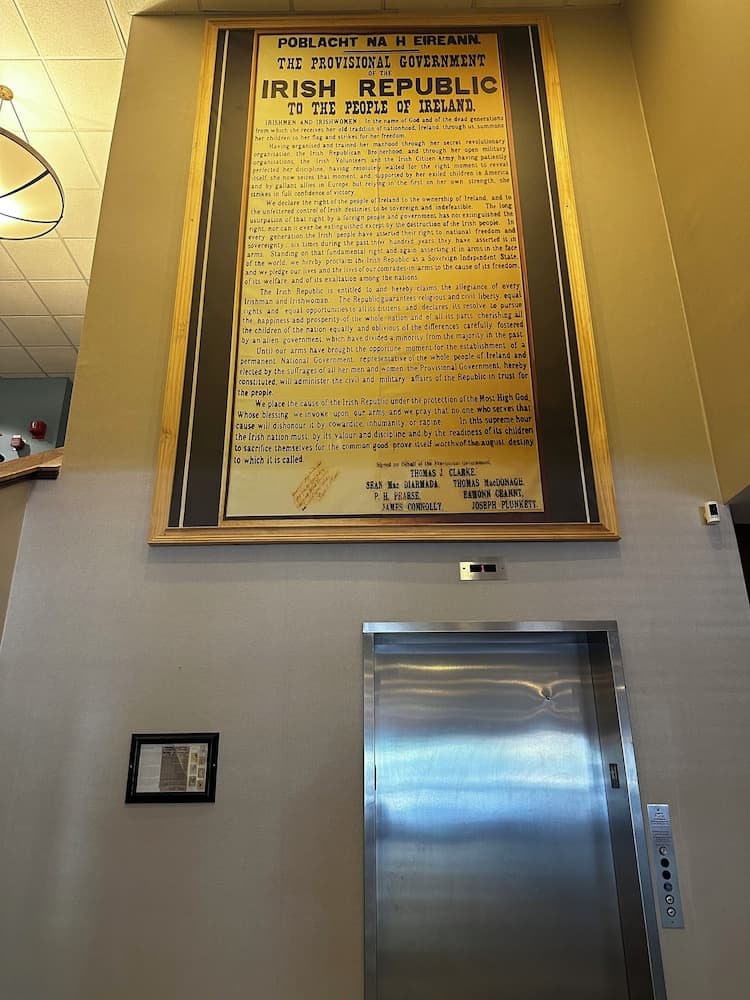 POBLACHT NA H EIREANN.
THE PROVISIONAL GOVERNMENT
OF THE
IRISH REPUBLIC
TO THE PEOPLE OF IRELAND.
IRISHMEN AND IRISHWOMEN: In the name of God and of the dead generations
from which she receives her old tradition of nationhood, Ireland, through us, summons
her children to her flag and strikes for her freedom.
Having organised and trained her manhood through her secret revolutionary
organisation, the Irish Republican Brotherhood, and through her open military
organisations, the Irish Volunteers and the Irish Citizen Army, having patiently
perfected her discipline, having resolutely waited for the right moment to reveal
itself, she now seizes that moment, and, supported by her exiled children in America
and by gallant allies in Europe, but relying in the first on her own strength, she
strikes in full confidence of victory.
We declare the right of the people of Ireland to the ownership of Ireland, and to
the unfettered control of Irish destinies, to be sovereign and indefeasible. The long
usurpation of that right by a foreign people and government has not extinguished the
right, nor can it ever be extinguished except by the destruction of the Irish people. In
every generation the Irish people have asserted their right to national freedom and
sovereignty; six times during the past three hundred years they have asserted it in
arms. Standing on that fundamental right and again asserting it in arms in the face
of the world, we hereby proclaim the Irish Republic as a Sovereign Independent State,
and we pledge our lives and the lives of our comrades-in-arms to the cause of its freedom,
of its welfare, and of its exaltation among the nations.
The Irish Republic is entitled to, and hereby claims, the allegiance of every
Irishman and Irishwoman. The Republic guarantees religious and civil liberty, equal
rights and equal opportunities to all its citizens, and declares its resolve to pursue
the happiness and prosperity of the whole nation and of all its parts, cherishing all
the children of the nation equally, and oblivious of the differences carefully fostered
by an alien government, which have divided a minority from the majority in the past.
Until our arms have brought the opportune moment for the establishment of a
permanent National Government, representative of the whole people of Ireland and
elected by the suffrages of all her men and women, the Provisional Government, hereby
constituted, will administer the civil and military affairs of the Republic in trust for
the people.
We place the cause of the Irish Republic under the protection of the Most High God,
Whose blessing we invoke upon our arms, and we pray that no one who serves that
cause will dishonour it by cowardice, inhumanity, or rapine. In this supreme hour
the Irish nation must, by its valour and discipline and by the readiness of its children
to sacrifice themselves for the common good, prove itself worthy of the august destiny
to which it is called.
Signed on Behalf of the Provisional Government,
THOMAS J. CLARKE,
SEAN Mac DIARMADA, THOMAS MacDONAGH,
P. H. PEARSE, EAMONN CEANNT,
JAMES CONNOLLY, JOSEPH PLUNKETT.